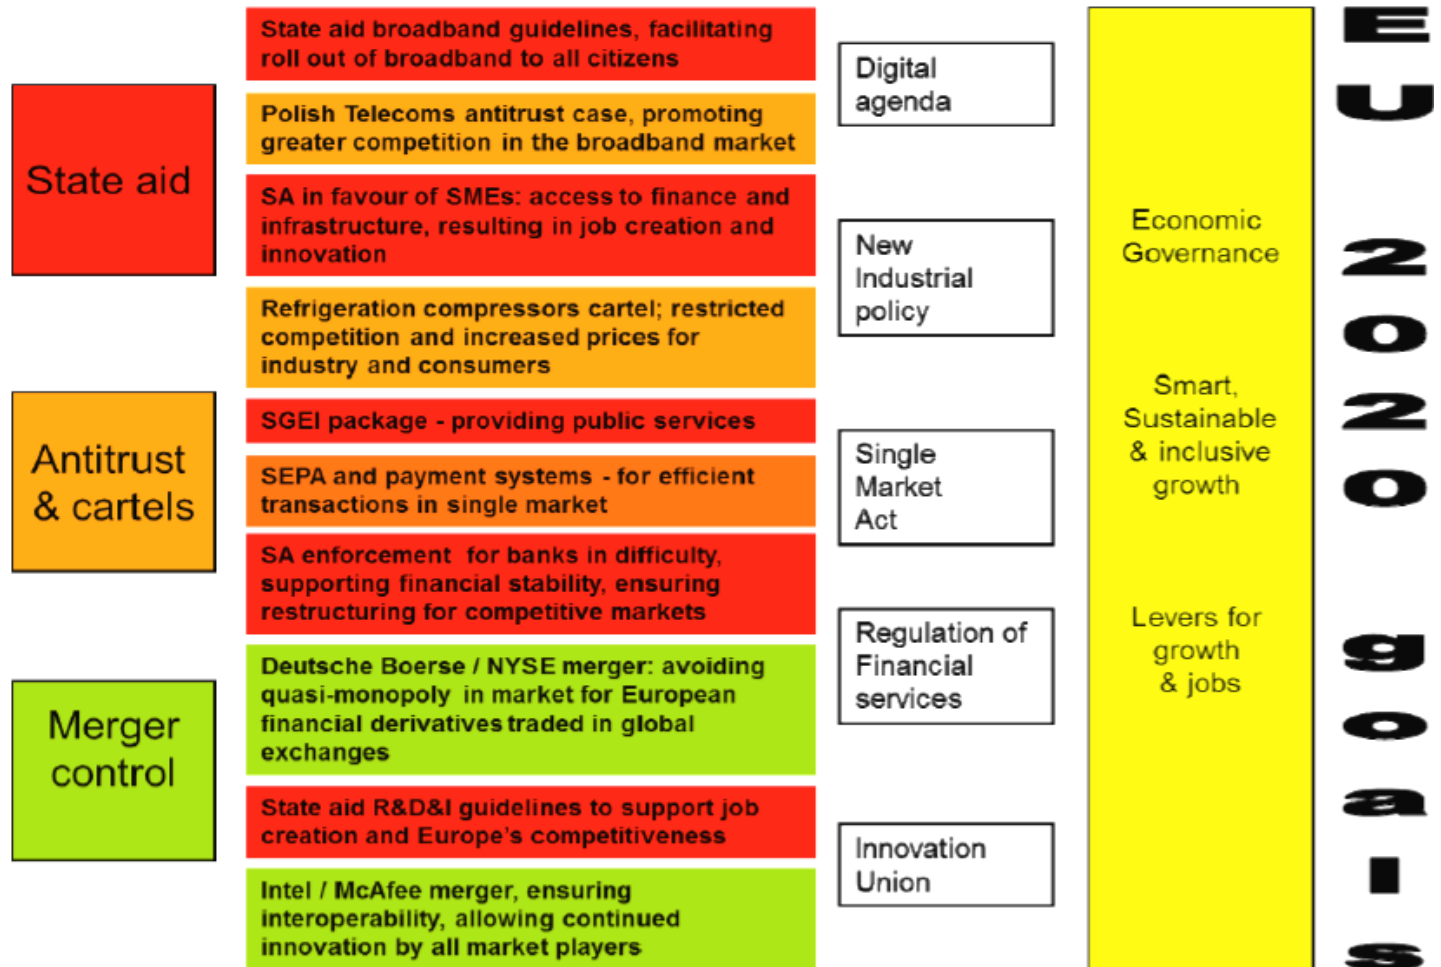 State aid
Antitrust
& cartels
Merger
control
State aid broadband guidelines, facilitating
roll out of broadband to all citizens
Polish Telecoms antitrust case, promoting
greater competition in the broadband market
SA in favour of SMEs: access to finance and
infrastructure, resulting in job creation and
innovation
Refrigeration compressors cartel; restricted
competition and increased prices for
industry and consumers
SGEI package - providing public services
SEPA and payment systems - for efficient
transactions in single market
SA enforcement for banks in difficulty,
supporting financial stability, ensuring
restructuring for competitive markets
Deutsche Boerse / NYSE merger: avoiding
quasi-monopoly in market for European
financial derivatives traded in global
exchanges
State aid R&D&I guidelines to support job
creation and Europe's competitiveness
Intel / McAfee merger, ensuring
interoperability, allowing continued
innovation by all market players
Digital
agenda
New
Industrial
policy
Single
Market
Act
Regulation of
Financial
services
Innovation
Union
Economic
Governance
Smart,
Sustainable
& inclusive
growth
Levers for
growth
& jobs
EU 2020 goals